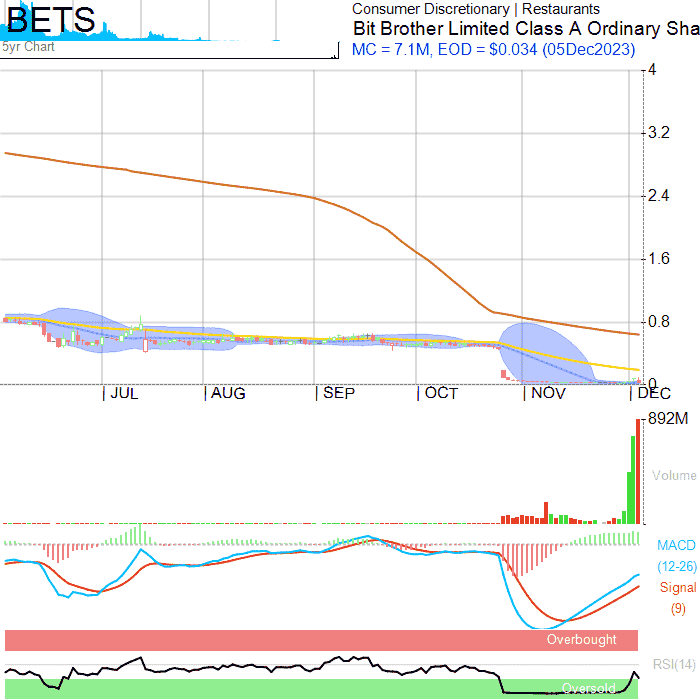 BETS
5yr Chart
Consumer Discretionary | Restaurants
Bit Brother Limited Class A Ordinary Sha
MC = 7.1M, EOD = $0.034 (05Dec2023)
4
3.2
2.4
1.6
0.8
0
JUL
AUG
SEP
OCT
NOV
DEC
892M
Volume
MACD
(12-26)
Signal
(9)
Overbought
RSI(14)
Oversold